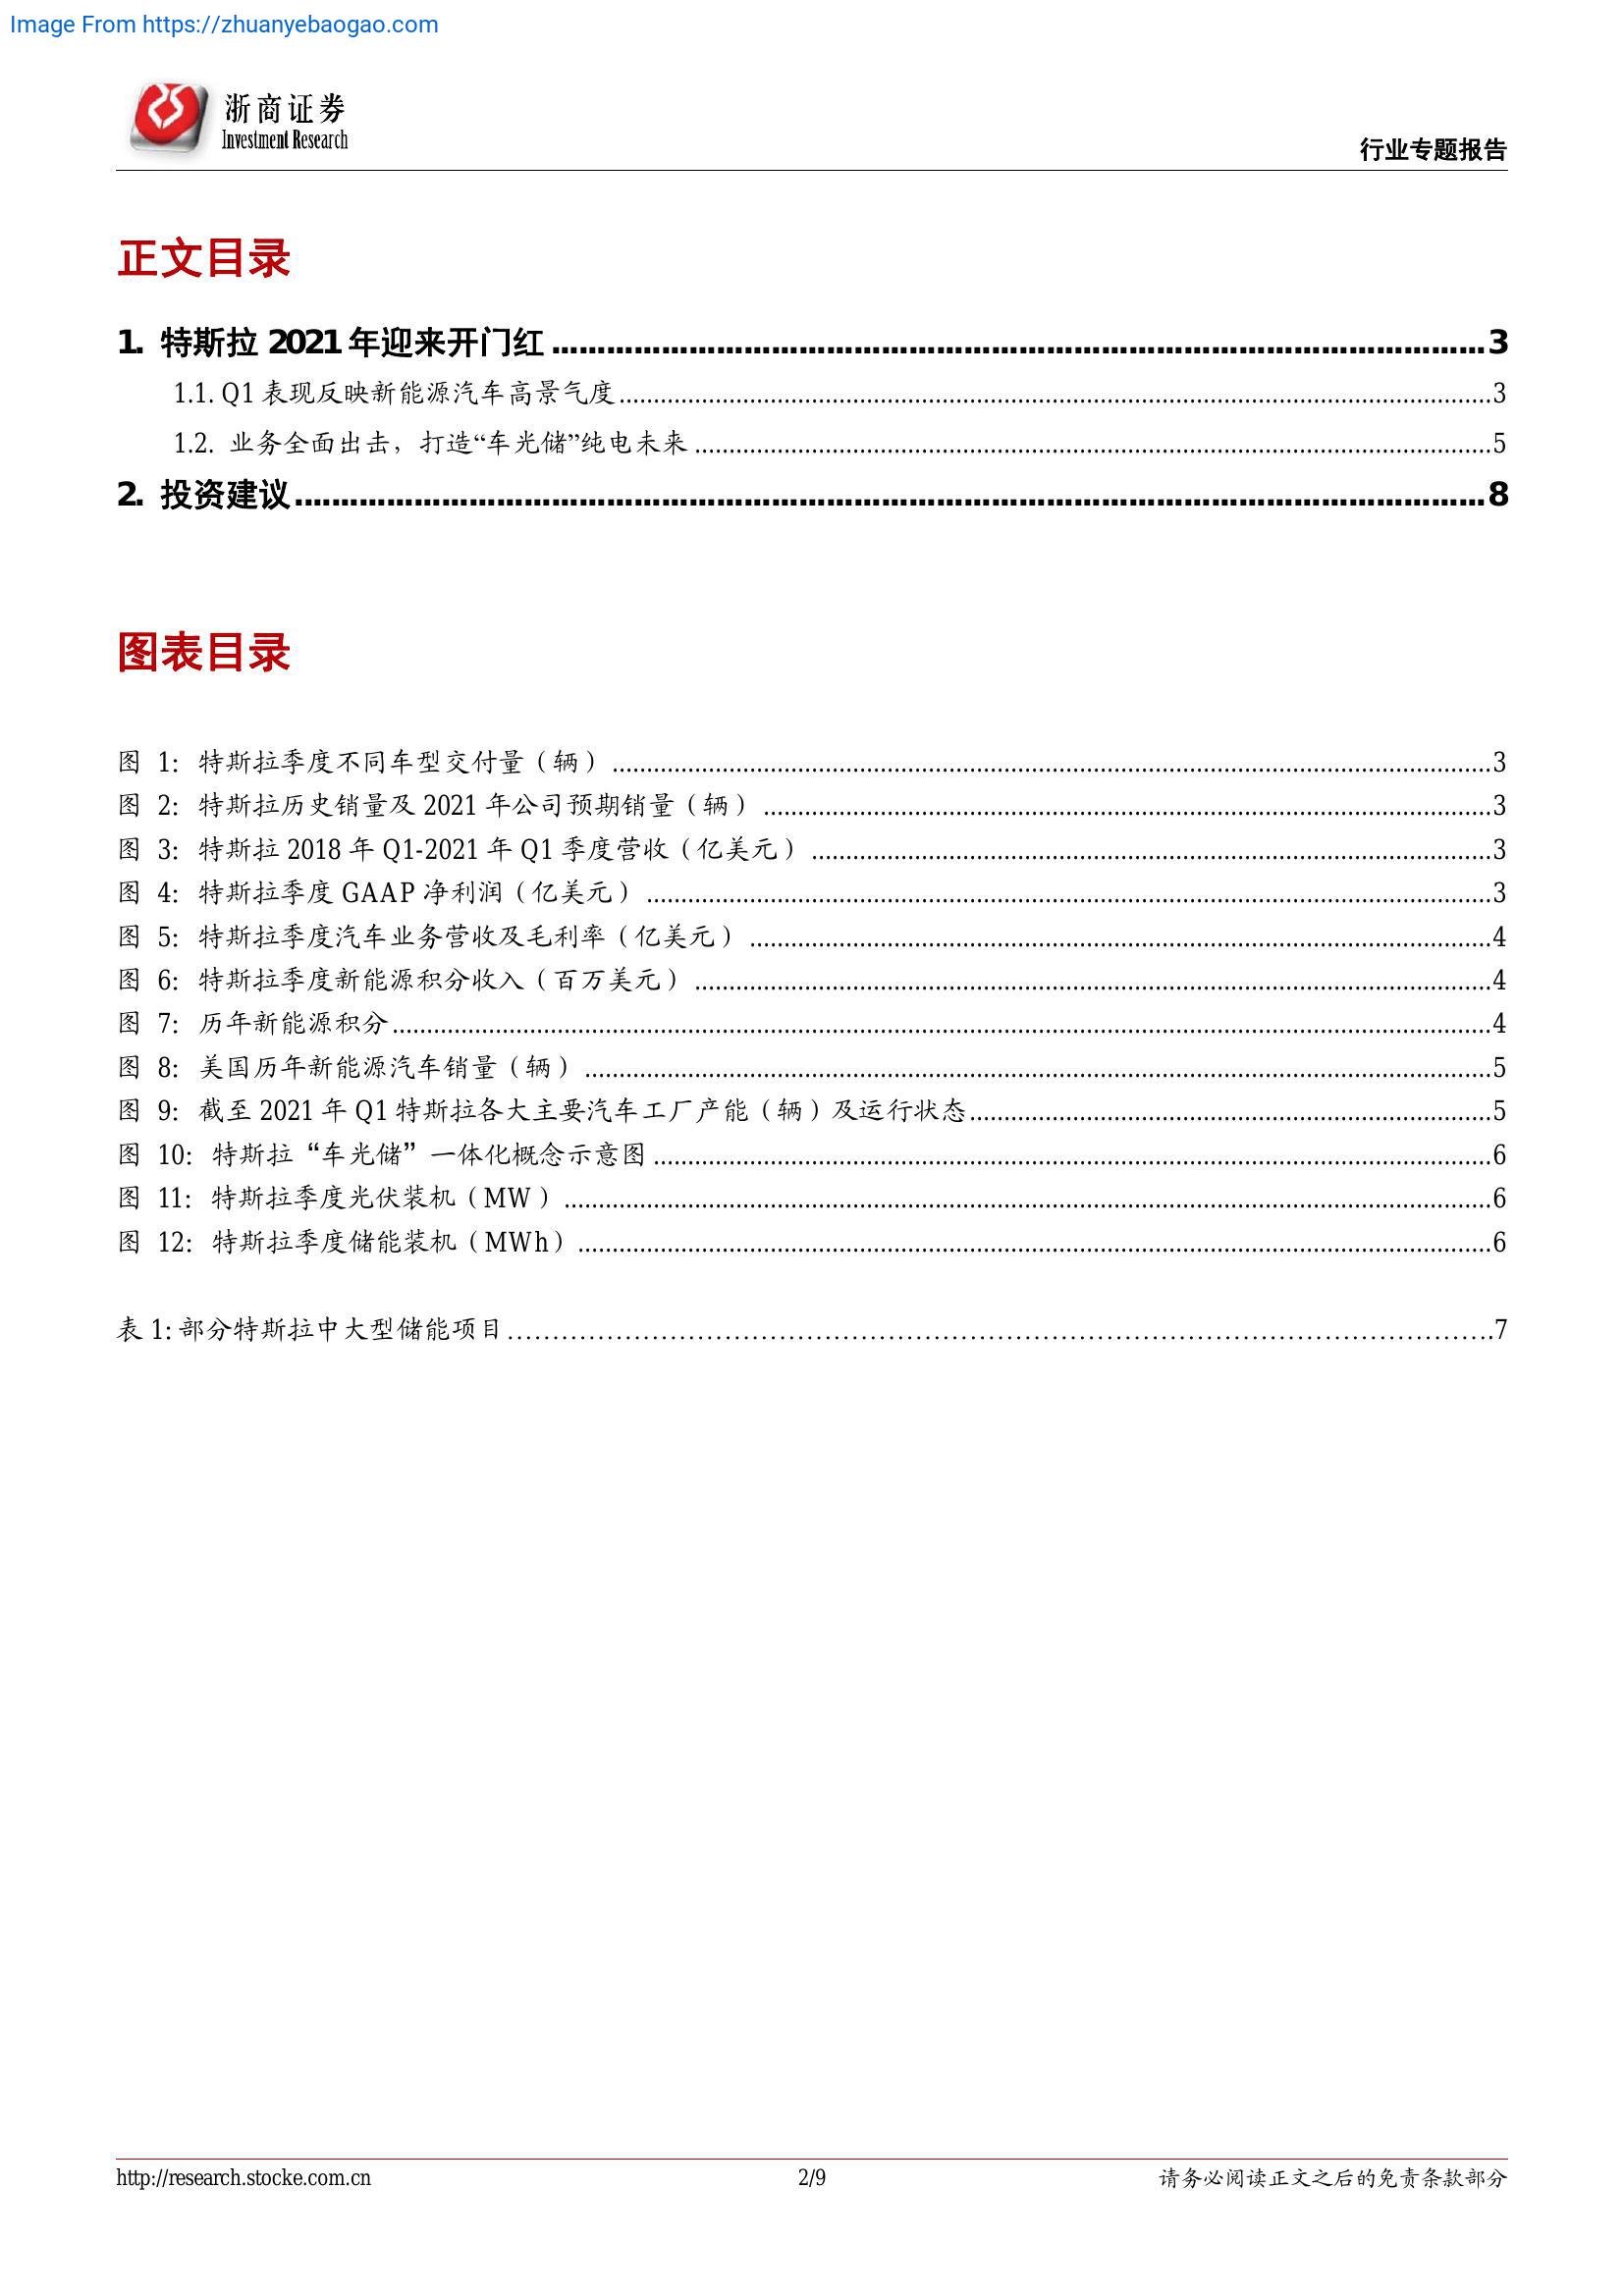 Image From https://zhuanyebaogao.com
浙商证券
Investment Research
行业专题报告
正文目录
1. 特斯拉 2021 年迎来开门红 ........................................ 3
1.1. Q1 表现反映新能源汽车高景气度 ........................................ 3
1.2. 业务全面出击，打造“车光储”纯电未来 ........................................ 5
2. 投资建议 ........................................ 8
图表目录
图 1: 特斯拉季度不同车型交付量（辆） ........................................ 3
图 2: 特斯拉历史销量及 2021 年公司预期销量（辆） ........................................ 3
图 3: 特斯拉 2018 年 Q1-2021 年 Q1 季度营收（亿美元） ........................................ 3
图 4: 特斯拉季度 GAAP 净利润（亿美元） ........................................ 3
图 5: 特斯拉季度汽车业务营收及毛利率（亿美元） ........................................ 4
图 6: 特斯拉季度新能源积分收入（百万美元） ........................................ 4
图 7: 历年新能源积分 ........................................ 4
图 8: 美国历年新能源汽车销量（辆） ........................................ 5
图 9: 截至 2021 年 Q1 特斯拉各大主要汽车工厂产能（辆）及运行状态 ........................................ 5
图 10: 特斯拉“车光储”一体化概念示意图 ........................................ 6
图 11: 特斯拉季度光伏装机（MW） ........................................ 6
图 12: 特斯拉季度储能装机（MWh） ........................................ 6
表 1: 部分特斯拉中大型储能项目 ........................................ 7
http://research.stocke.com.cn
2/9
请务必阅读正文之后的免责条款部分